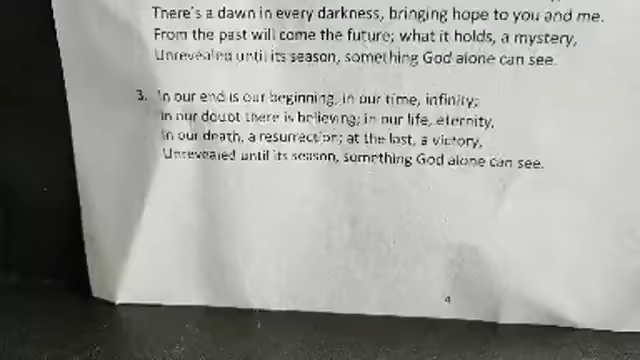 There's a dawn in every darkness, bringing hope to you and me.
From the past will come the future; what it holds, a mystery,
Unrevealed until its season, something God alone can see.
3. In our end is our beginning; in our time, infinity;
In our doubt there is believing; in our life, eternity,
In our death, a resurrection; at the last, a victory,
Unrevealed until its season, something God alone can see.
4